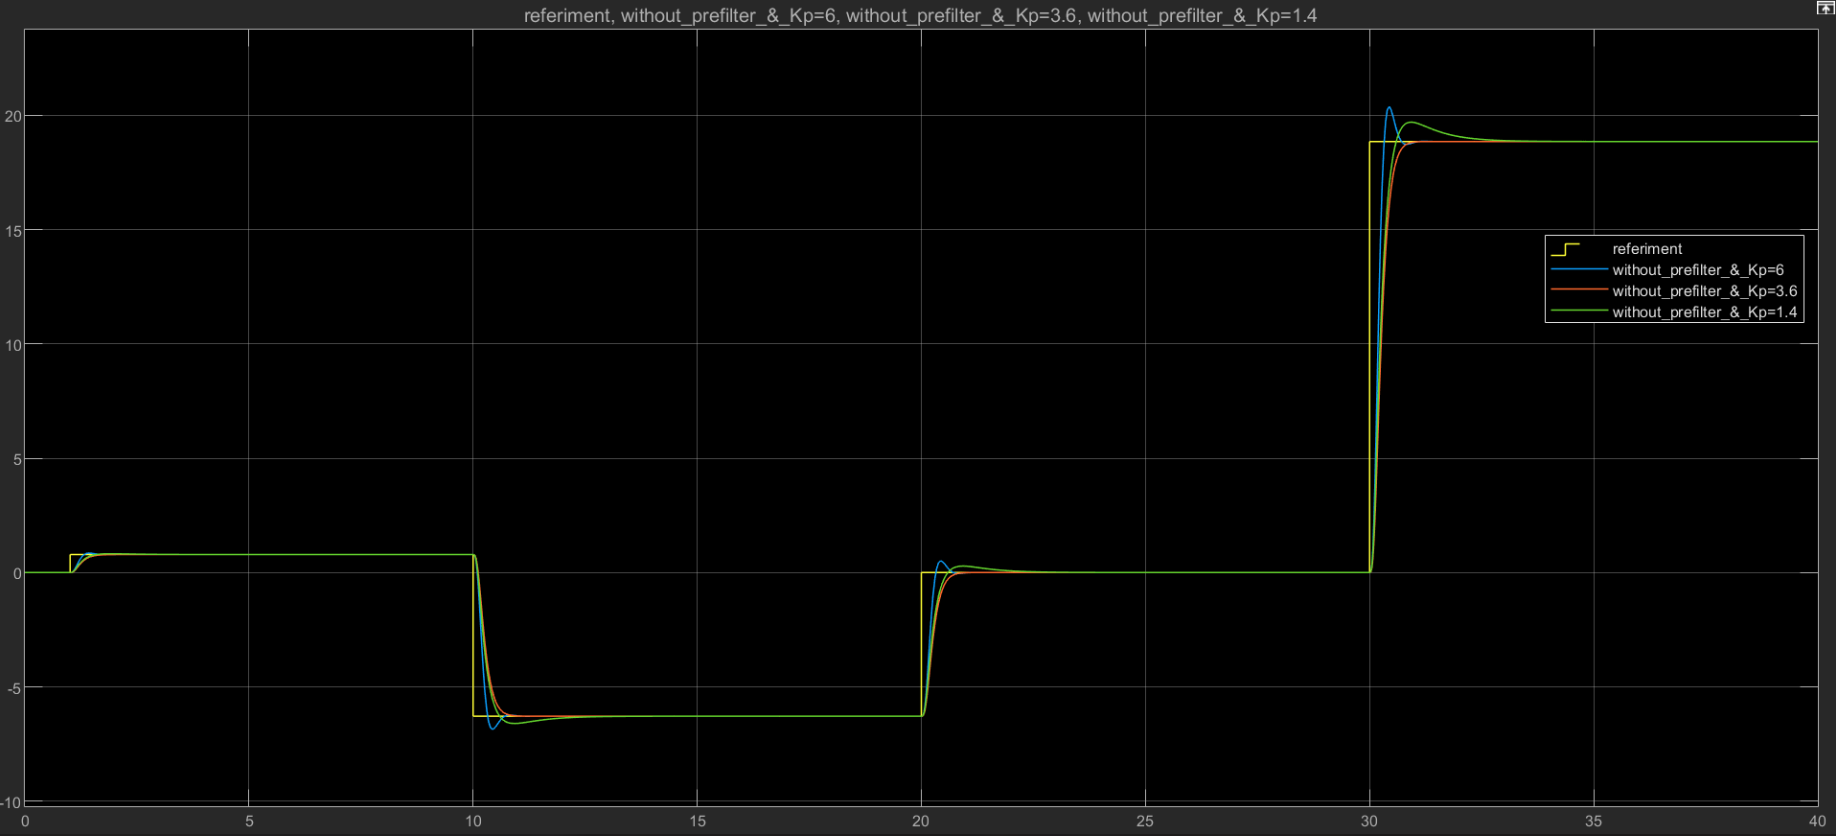 referiment, without_prefilter_&_Kp=6, without_prefilter_&_Kp=3.6, without_prefilter_&_Kp=1.4
20
15
referiment
without_prefilter_&_Kp=6
without_prefilter_&_Kp=3.6
without_prefilter_&_Kp=1.4
10
5
0
-5
-10
0 5 10 15 20 25 30 35 40